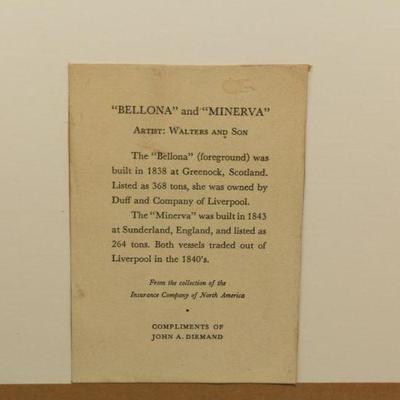 "BELLONA" and "MINERVA"
ARTIST: WALTERS AND SON
The "Bellona" (foreground) was
built in 1838 at Greenock, Scotland.
Listed as 368 tons, she was owned by
Duff and Company of Liverpool.
The "Minerva" was built in 1843
at Sunderland, England, and listed as
264 tons. Both vessels traded out of
Liverpool in the 1840's.
From the collection of the
Insurance Company of North America
•
COMPLIMENTS OF
JOHN A. DIEMAND